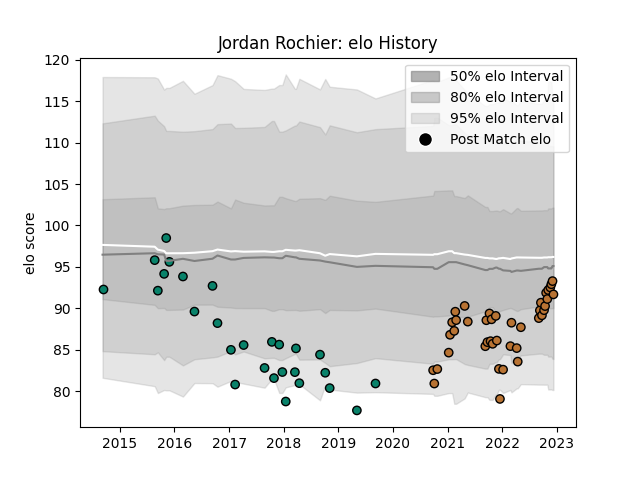 Jordan Rochier: elo History
120
115
110
105
100
95
90
85
80
elo score
50% elo Interval
80% elo Interval
95% elo Interval
Post Match elo
2015 2016 2017 2018 2019 2020 2021 2022 2023